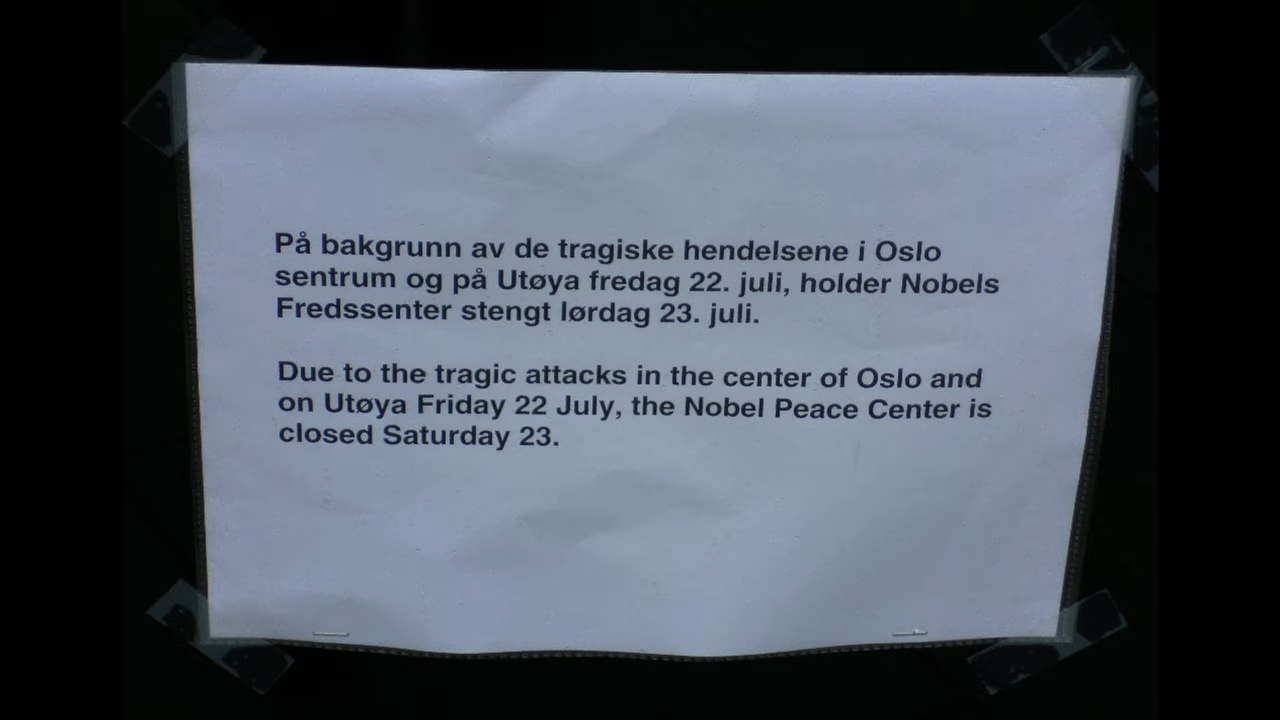 På bakgrunn av de tragiske hendelsene i Oslo
sentrum og på Utøya fredag 22. juli, holder Nobels
Fredssenter stengt lørdag 23. juli.
Due to the tragic attacks in the center of Oslo and
on Utøya Friday 22 July, the Nobel Peace Center is
closed Saturday 23.